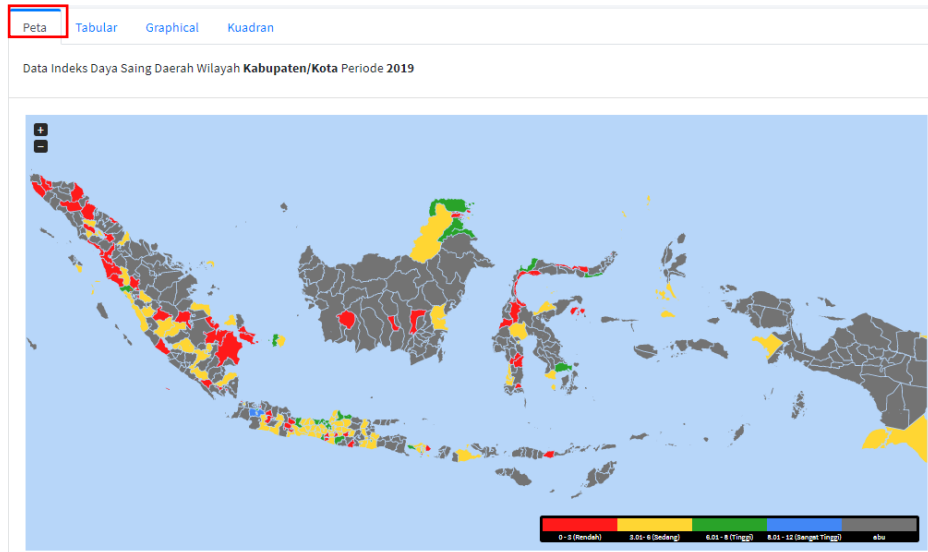 Peta Tabular Graphical Kuadran
Data Indeks Daya Saing Daerah Wilayah Kabupaten/Kota Periode 2019
+
−
0 - 3 (Rendah) 3.01- 6 (Sedang) 6.01 - 8 (Tinggi) 8.01 - 12 (Sangat Tinggi) abu